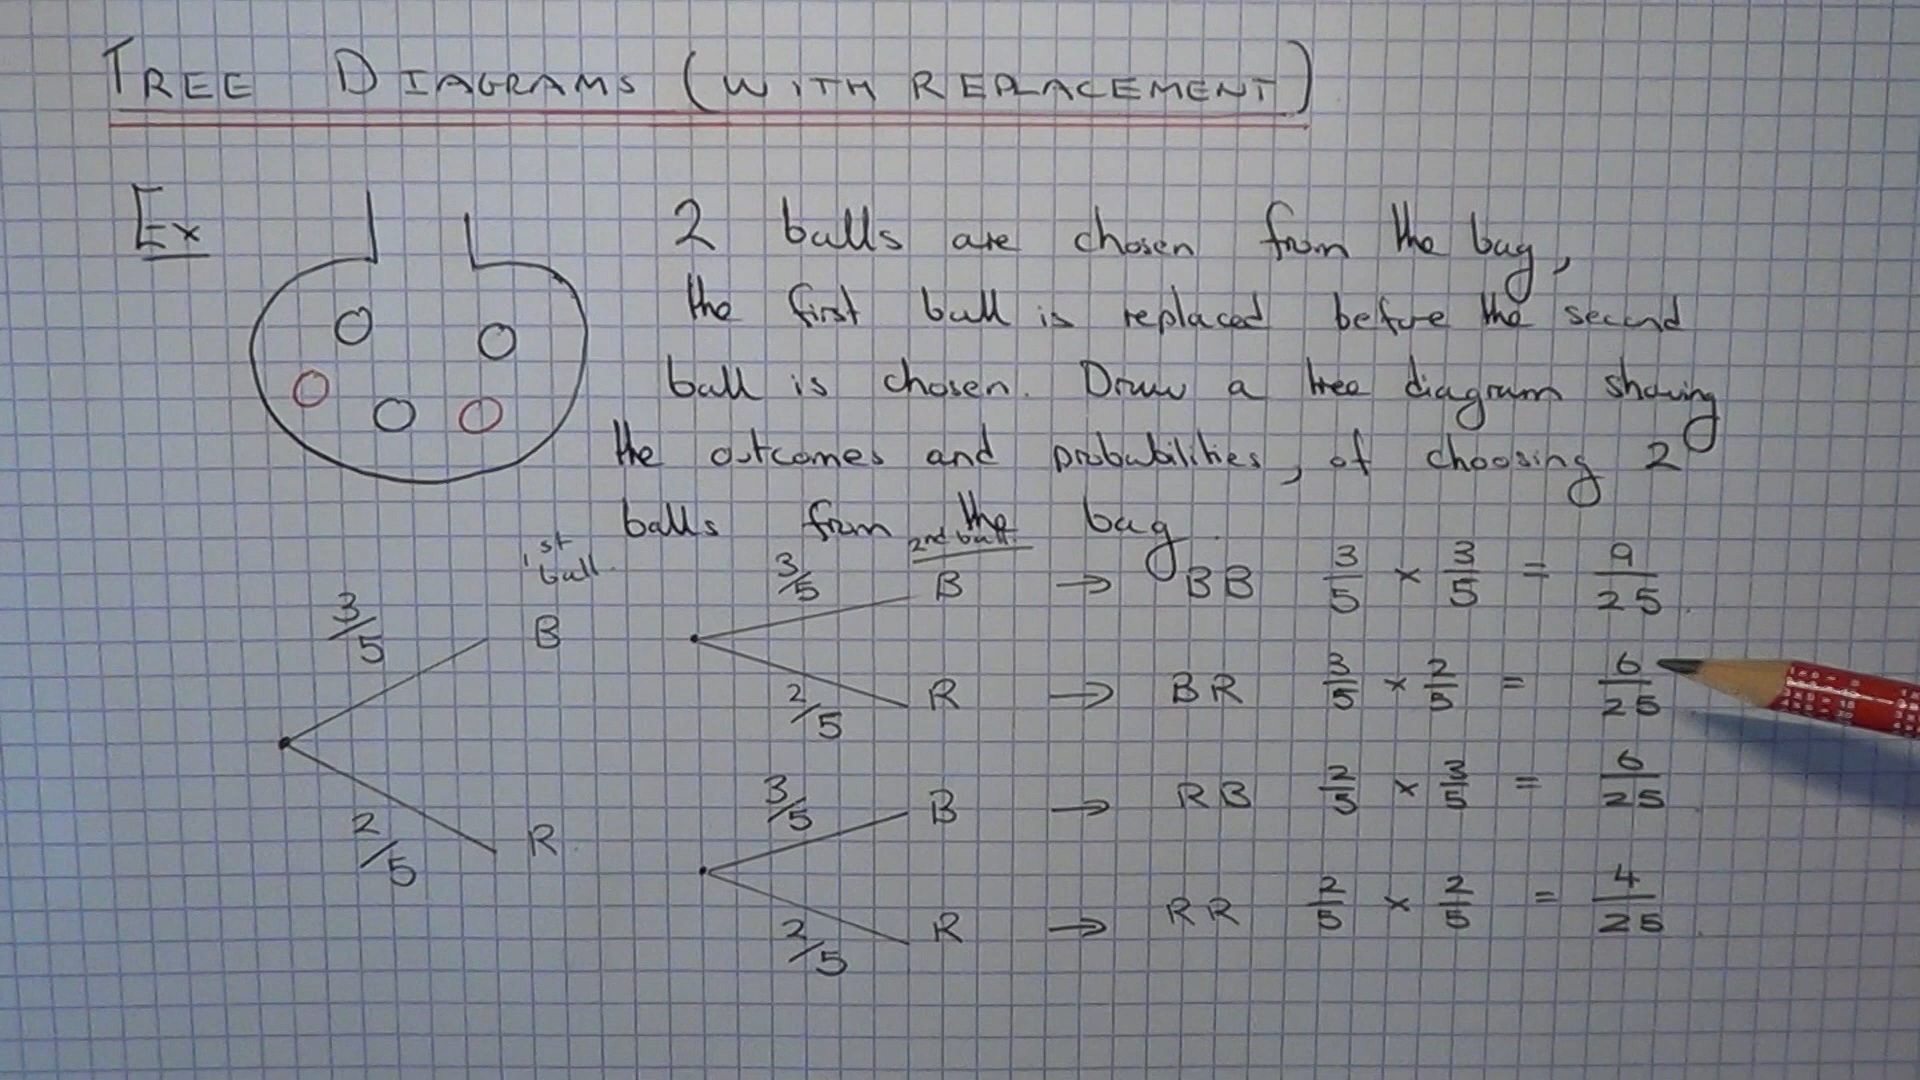 TREE DIAGRAMS (WITH REPLACEMENT)
Ex
2 balls are chosen from the bag,
the first ball is replaced before the second
ball is chosen. Draw a tree diagram showing
the outcomes and probabilities, of choosing 2
balls from the bag.
1st ball
2nd ball
3/5 B
3/5 B → BB 3/5 × 3/5 = 9/25
2/5 R → BR 3/5 × 2/5 = 6/25
2/5 R
3/5 B → RB 2/5 × 3/5 = 6/25
2/5 R → RR 2/5 × 2/5 = 4/25